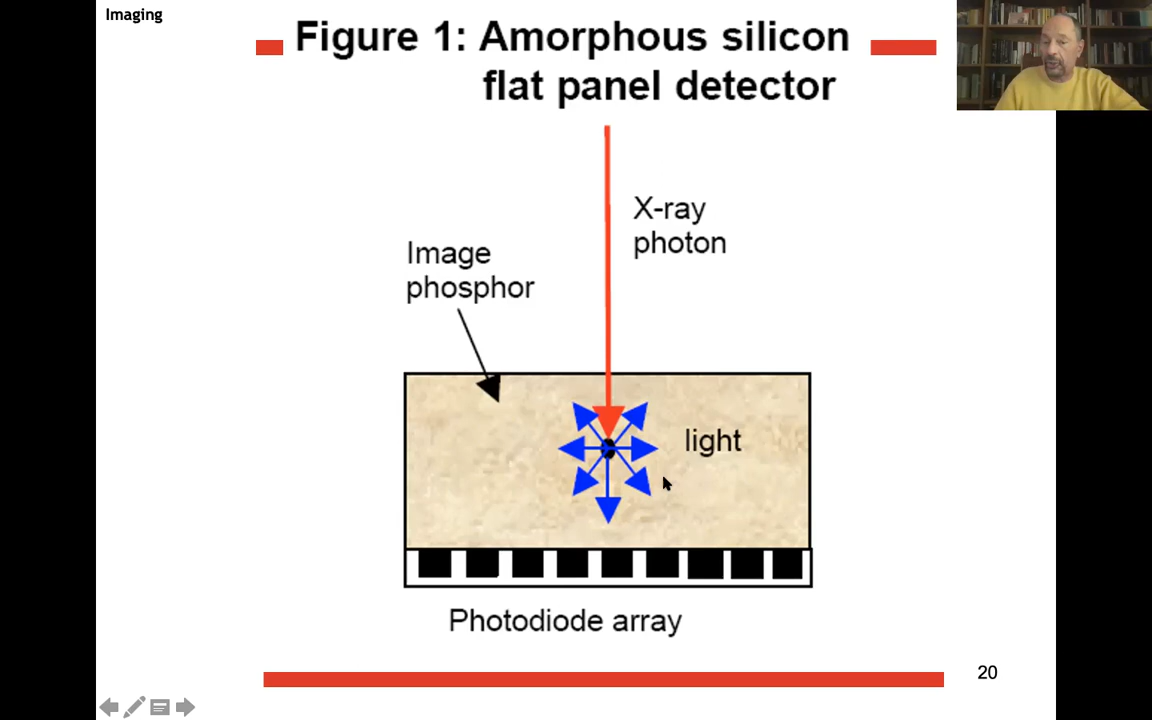 Imaging
Figure 1: Amorphous silicon
flat panel detector
X-ray
photon
Image
phosphor
light
Photodiode array
20